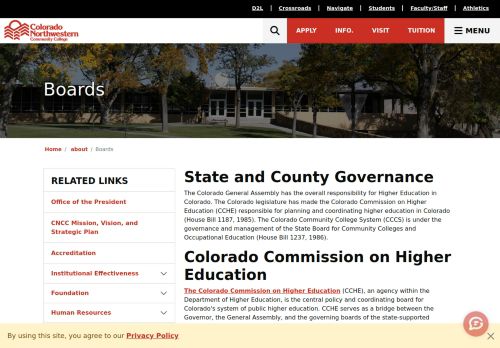 D2L
Crossroads
Navigate
Students
Faculty/Staff
Athletics
Colorado
Northwestern
Community College
APPLY
INFO.
VISIT
TUITION
MENU
Boards
Home / about / Boards
RELATED LINKS
Office of the President
CNCC Mission, Vision, and
Strategic Plan
Accreditation
Institutional Effectiveness
Foundation
Human Resources
State and County Governance
The Colorado General Assembly has the overall responsibility for Higher Education in
Colorado. The Colorado legislature has made the Colorado Commission on Higher
Education (CCHE) responsible for planning and coordinating higher education in Colorado
(House Bill 1187, 1985). The Colorado Community College System (CCCS) is under the
governance and management of the State Board for Community Colleges and
Occupational Education (House Bill 1237, 1986).
Colorado Commission on Higher
Education
The Colorado Commission on Higher Education (CCHE), an agency within the
Department of Higher Education, is the central policy and coordinating board for
Colorado's system of public higher education. CCHE serves as a bridge between the
Governor, the General Assembly, and the governing boards of the state-supported
By using this site, you agree to our Privacy Policy
×